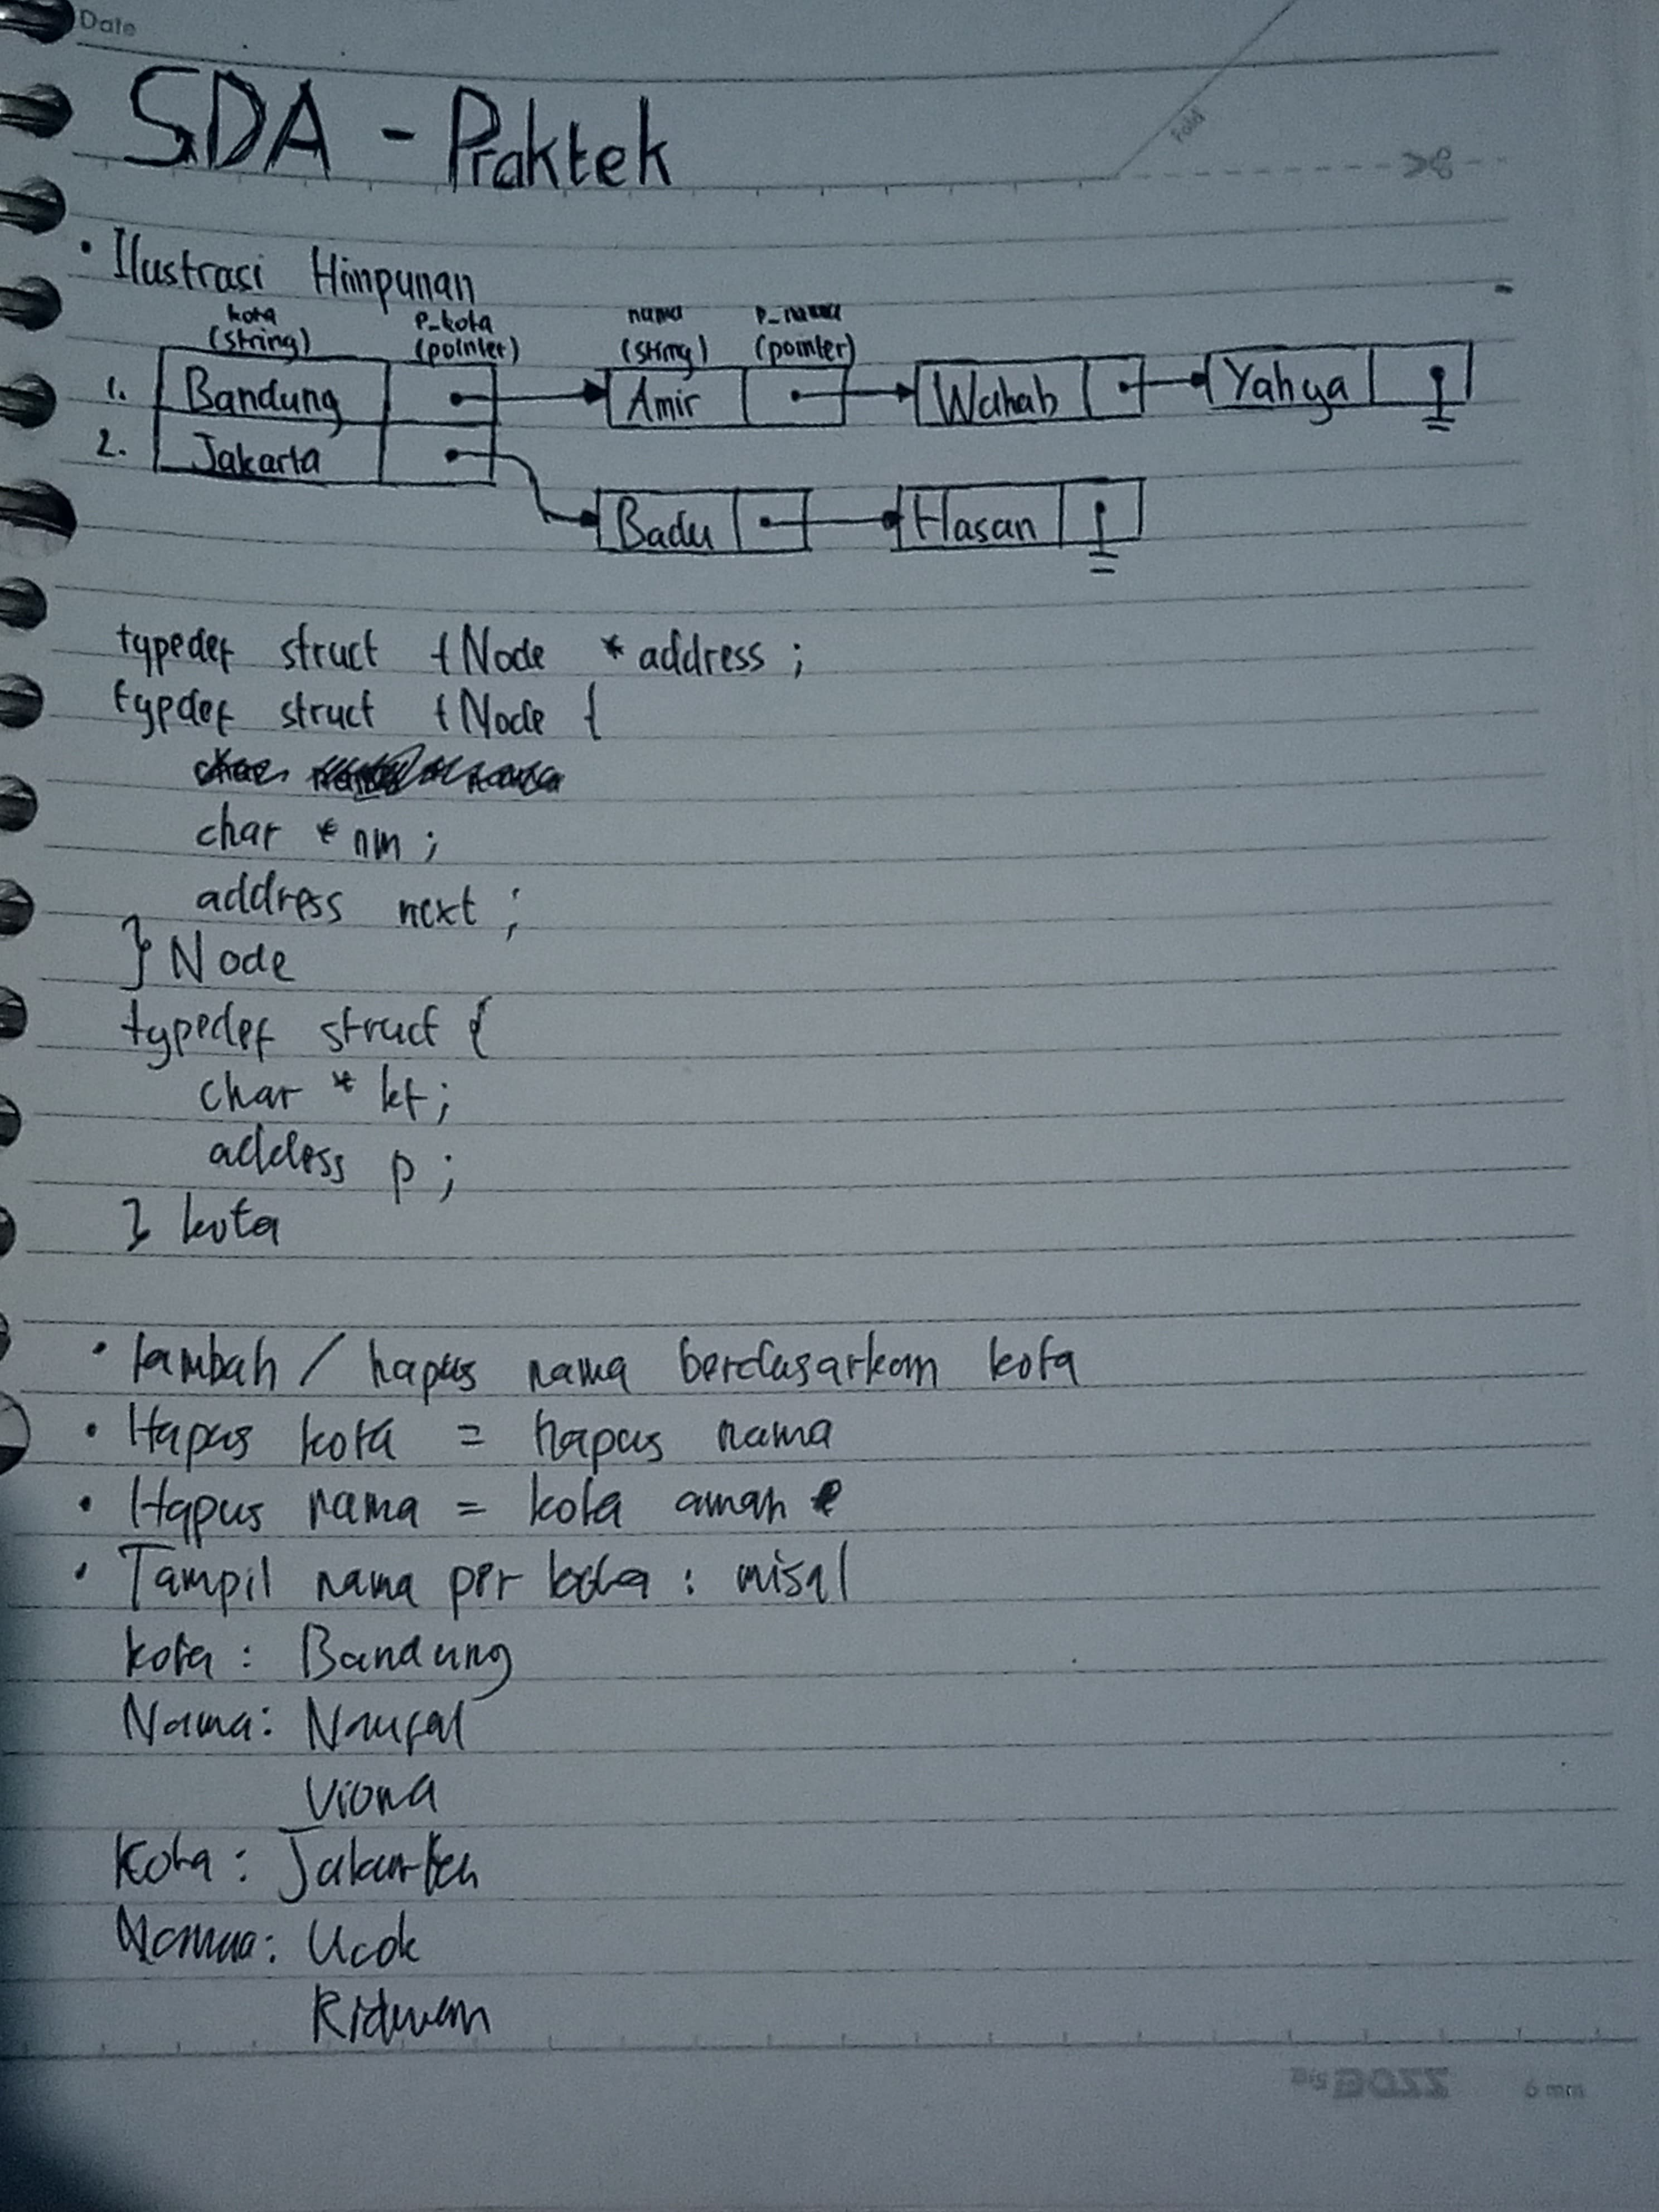 Date
SDA - Praktek
Fold
• Ilustrasi Himpunan
kota p_kota nama p_nama
(string) (pointer) (string) (pointer)
1. Bandung Amir Wahab Yahya
2. Jakarta
Badu Hasan
typedef struct tNode * address ;
typdef struct tNode {
char * nm ;
address next ;
} Node
typedef struct {
char * kt ;
address p ;
} kota
• tambah / hapus nama berdasarkan kota
• Hapus kota = hapus nama
• Hapus nama = kota aman
• Tampil nama per kota : misal
kota : Bandung
Nama : Naufal
Viona
Kota : Jakarta
Nama : Ucok
Ridwan
Big BOSS 6 mm